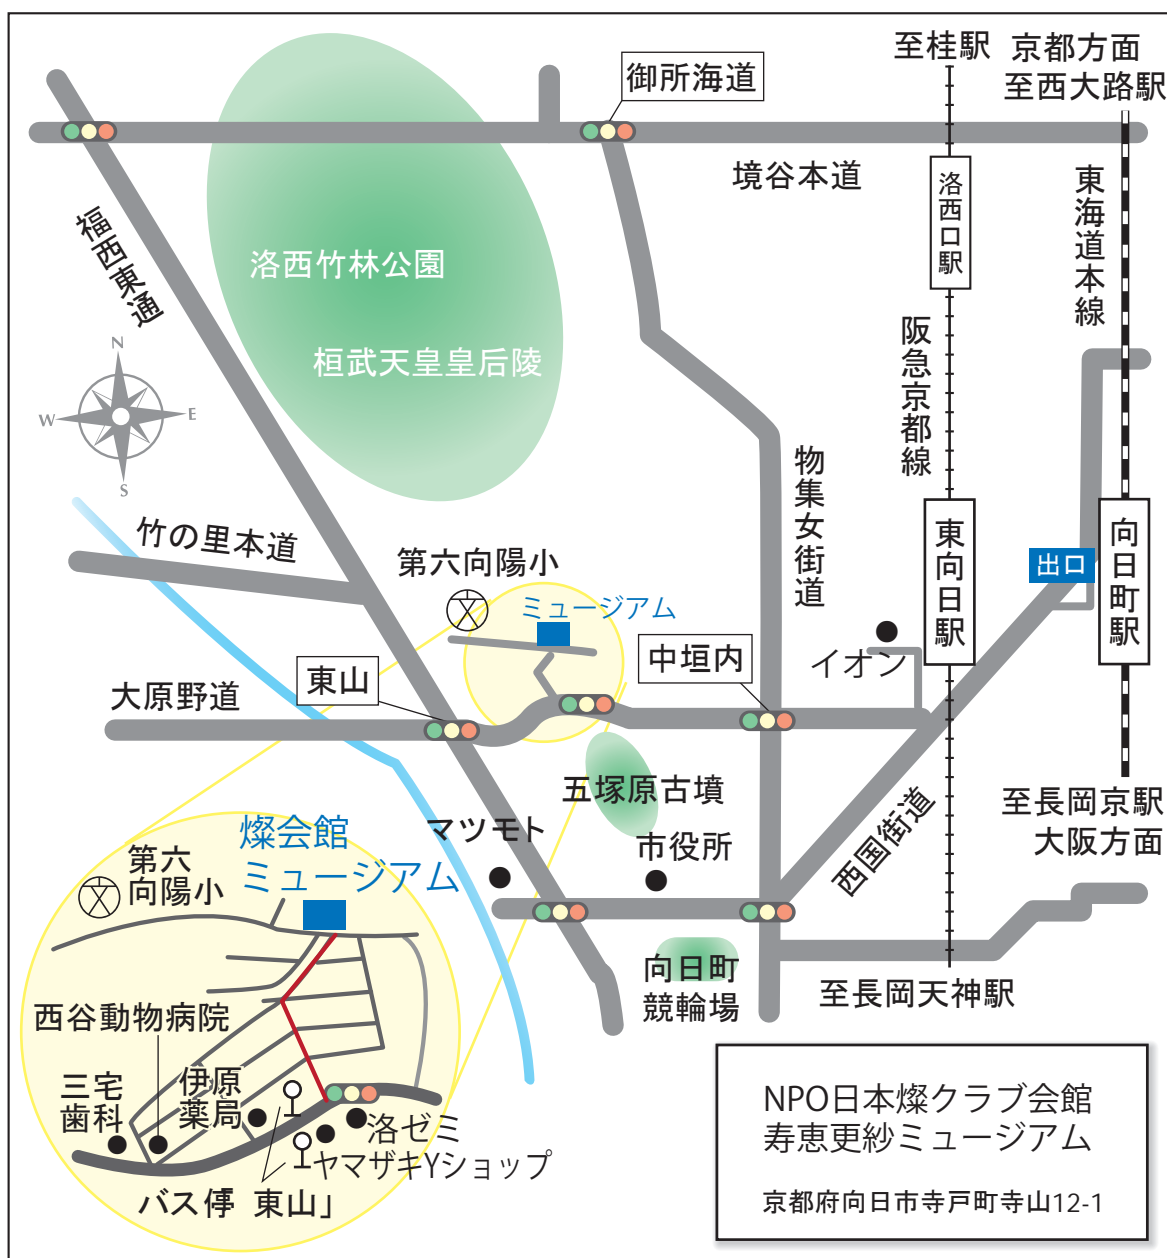 至桂駅
京都方面
至西大路駅
御所海道
境谷本道
洛西口駅
東海道本線
福西東通
洛西竹林公園
桓武天皇皇后陵
阪急京都線
N
W
E
S
物集女街道
竹の里本道
第六向陽小
ミュージアム
東向日駅
出口
向日町駅
イオン
中垣内
東山
大原野道
五塚原古墳
マツモト
市役所
西国街道
至長岡京駅
大阪方面
燦会館
ミュージアム
第六
向陽小
向日町
競輪場
至長岡天神駅
西谷動物病院
三宅
歯科
伊原
薬局
洛ゼミ
ヤマザキYショップ
バス停「東山」
NPO日本燦クラブ会館
寿恵更紗ミュージアム
京都府向日市寺戸町寺山12-1